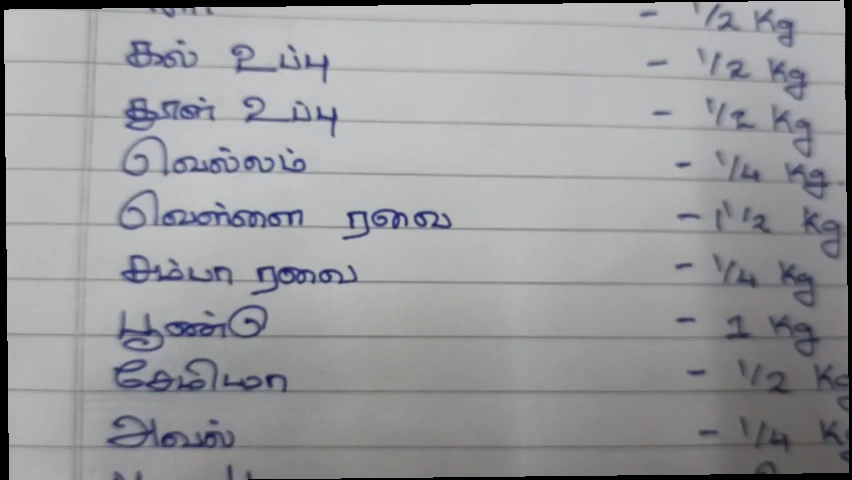 - 1/2 Kg
கல் உப்பு - 1/2 Kg
தூள் உப்பு - 1/2 Kg
வெல்லம் - 1/4 Kg
வெள்ளை ரவை - 1 1/2 Kg
சம்பா ரவை - 1/4 Kg
பூண்டு - 1 Kg
சேமியா - 1/2 Kg
அவல் - 1/4 K